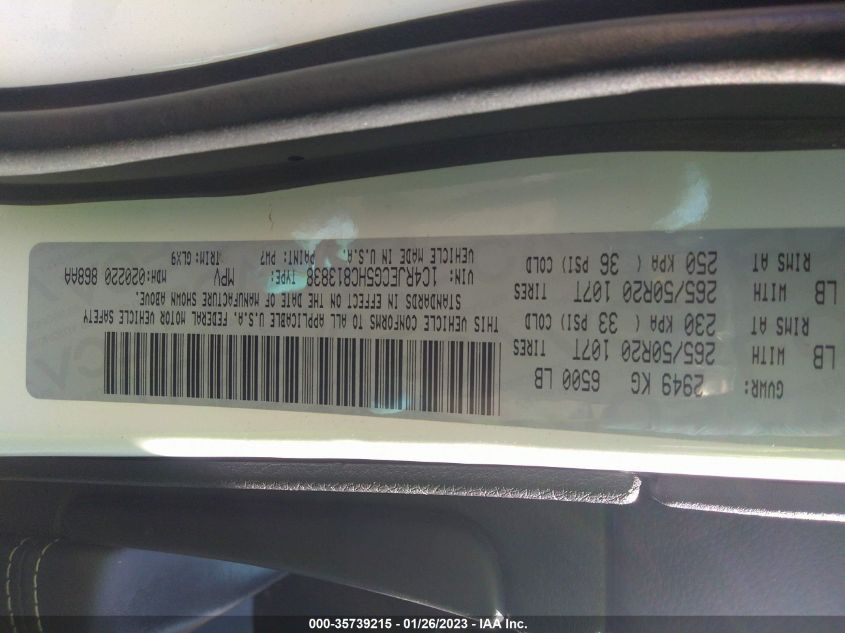 GVWR: 2949 KG 6500 LB
LB WITH 265/50R20 107T TIRES
RIMS AT 230 KPA ( 33 PSI) COLD
LB WITH 265/50R20 107T TIRES
RIMS AT 250 KPA ( 36 PSI) COLD
THIS VEHICLE CONFORMS TO ALL APPLICABLE U.S.A. FEDERAL MOTOR VEHICLE SAFETY
STANDARDS IN EFFECT ON THE DATE OF MANUFACTURE SHOWN ABOVE.
VIN: 1C4RJECG5HC813838 TYPE: MPV MDH:020220 868AA
VEHICLE MADE IN U.S.A. PAINT: PW7 TRIM: GLX9
000-35739215 - 01/26/2023 - IAA Inc.